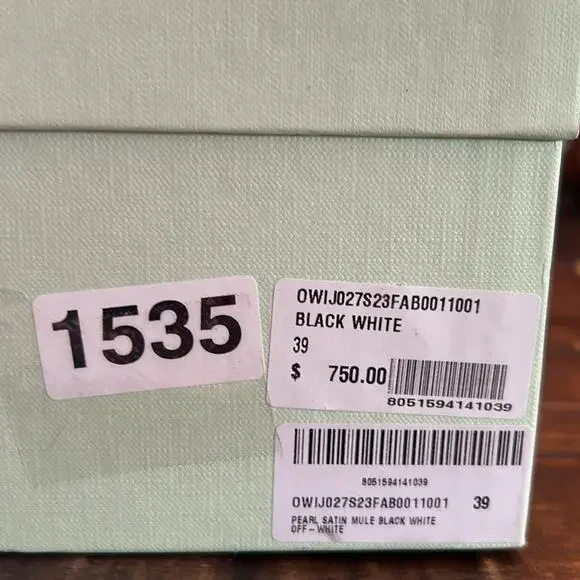 1535
OWIJ027S23FAB0011001
BLACK WHITE
39
$ 750.00
8051594141039
8051594141039
OWIJ027S23FAB0011001 39
PEARL SATIN MULE BLACK WHITE
OFF-WHITE